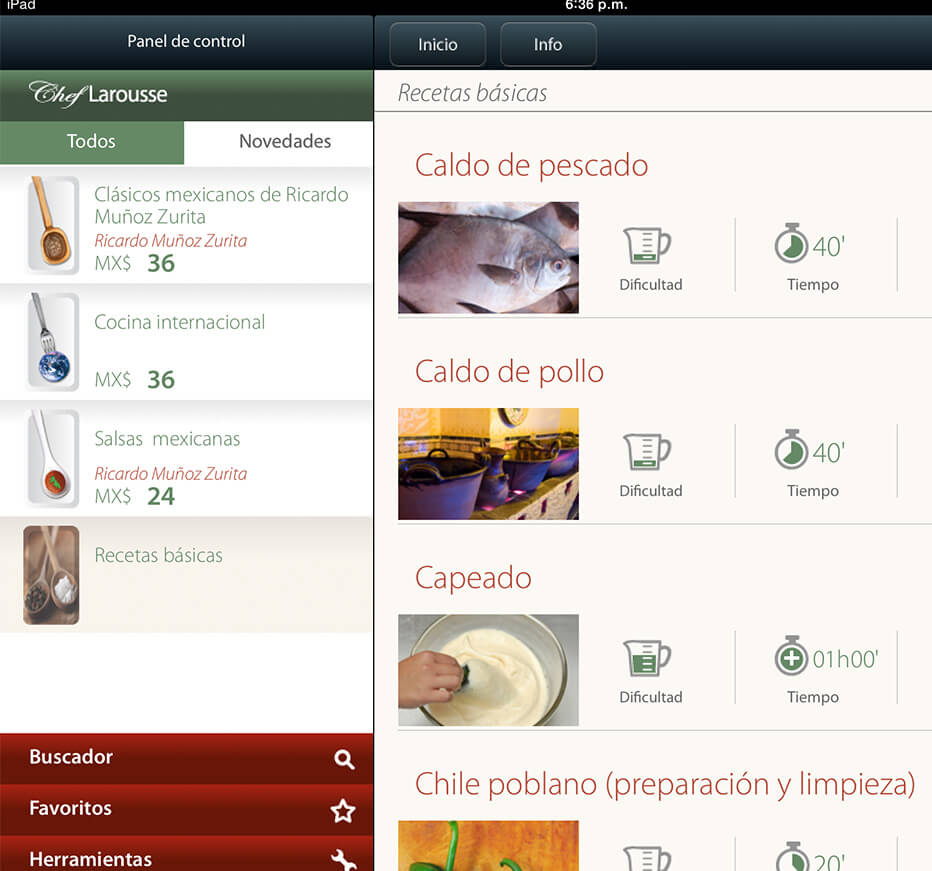 iPad
6:36 p.m.
Panel de control
Chef Larousse
Todos
Novedades
Clásicos mexicanos de Ricardo
Muñoz Zurita
Ricardo Muñoz Zurita
MX$ 36
Cocina internacional
MX$ 36
Salsas mexicanas
Ricardo Muñoz Zurita
MX$ 24
Recetas básicas
Buscador
Favoritos
Herramientas
Inicio
Info
Recetas básicas
Caldo de pescado
40'
Dificultad
Tiempo
Caldo de pollo
40'
Dificultad
Tiempo
Capeado
01h00'
Dificultad
Tiempo
Chile poblano (preparación y limpieza)
20'